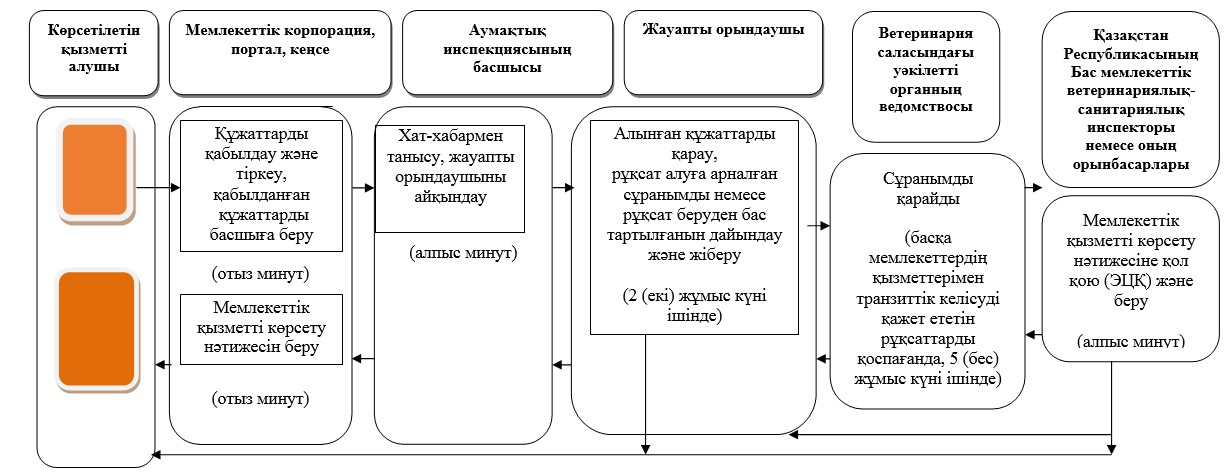 Көрсетілетін
қызметті
алушы
Мемлекеттік корпорация,
портал, кеңсе
Аумақтық
инспекциясының
басшысы
Жауапты орындаушы
Ветеринария
саласындағы
уәкілетті
органның
ведомствосы
Қазақстан
Республикасының
Бас мемлекеттік
ветеринариялық-
санитариялық
инспекторы
немесе оның
орынбасарлары
Құжаттарды
қабылдау және
тіркеу,
қабылданған
құжаттарды
басшыға беру
(отыз минут)
Мемлекеттік
қызметті көрсету
нәтижесін беру
(отыз минут)
Хат-хабармен
танысу, жауапты
орындаушыны
айқындау
(алпыс минут)
Алынған құжаттарды
қарау,
рұқсат алуға арналған
сұранымды немесе
рұқсат беруден бас
тартылғанын дайындау
және жіберу
(2 (екі) жұмыс күні
ішінде)
Сұранымды
қарайды
(басқа
мемлекеттердің
қызметтерімен
транзиттік келісуді
қажет ететін
рұқсаттарды
қоспағанда, 5 (бес)
жұмыс күні ішінде)
Мемлекеттік
қызметті көрсету
нәтижесіне қол
қою (ЭЦҚ) және
беру
(алпыс минут)